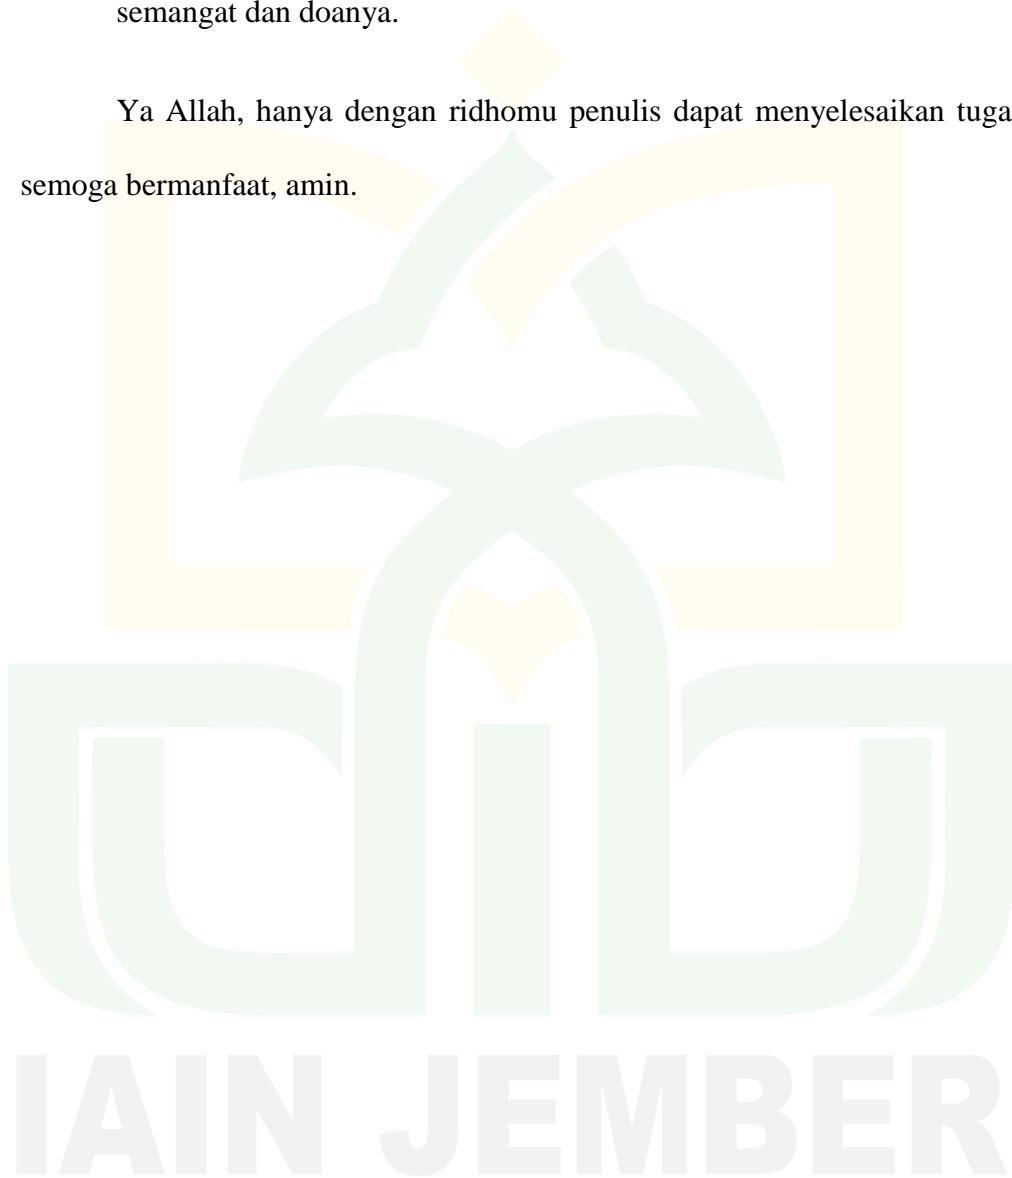 semangat dan doanya.
Ya Allah, hanya dengan ridhomu penulis dapat menyelesaikan tuga
semoga bermanfaat, amin.
IAIN JEMBER